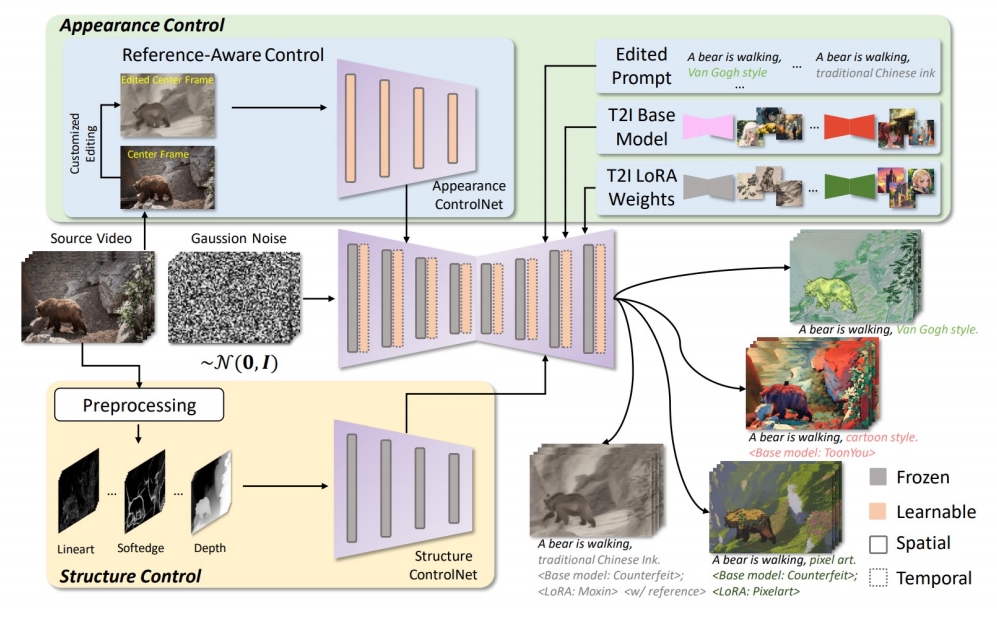 Appearance Control
Reference-Aware Control
Edited Center Frame
Customized
Editing
Center Frame
Appearance
ControlNet
Edited
Prompt
A bear is walking,
Van Gogh style
...
A bear is walking,
traditional Chinese ink
...
T2I Base
Model
...
T2I LoRA
Weights
...
Source Video
Gaussion Noise
~𝒩(0, I)
Preprocessing
...
...
Lineart
Softedge
Depth
Structure
ControlNet
Structure Control
A bear is walking, Van Gogh style.
A bear is walking, cartoon style.
<Base model: ToonYou>
A bear is walking,
traditional Chinese Ink.
<Base model: Counterfeit>;
<LoRA: Moxin> <w/ reference>
A bear is walking, pixel art.
<Base model: Counterfeit>;
<LoRA: Pixelart>
Frozen
Learnable
Spatial
Temporal